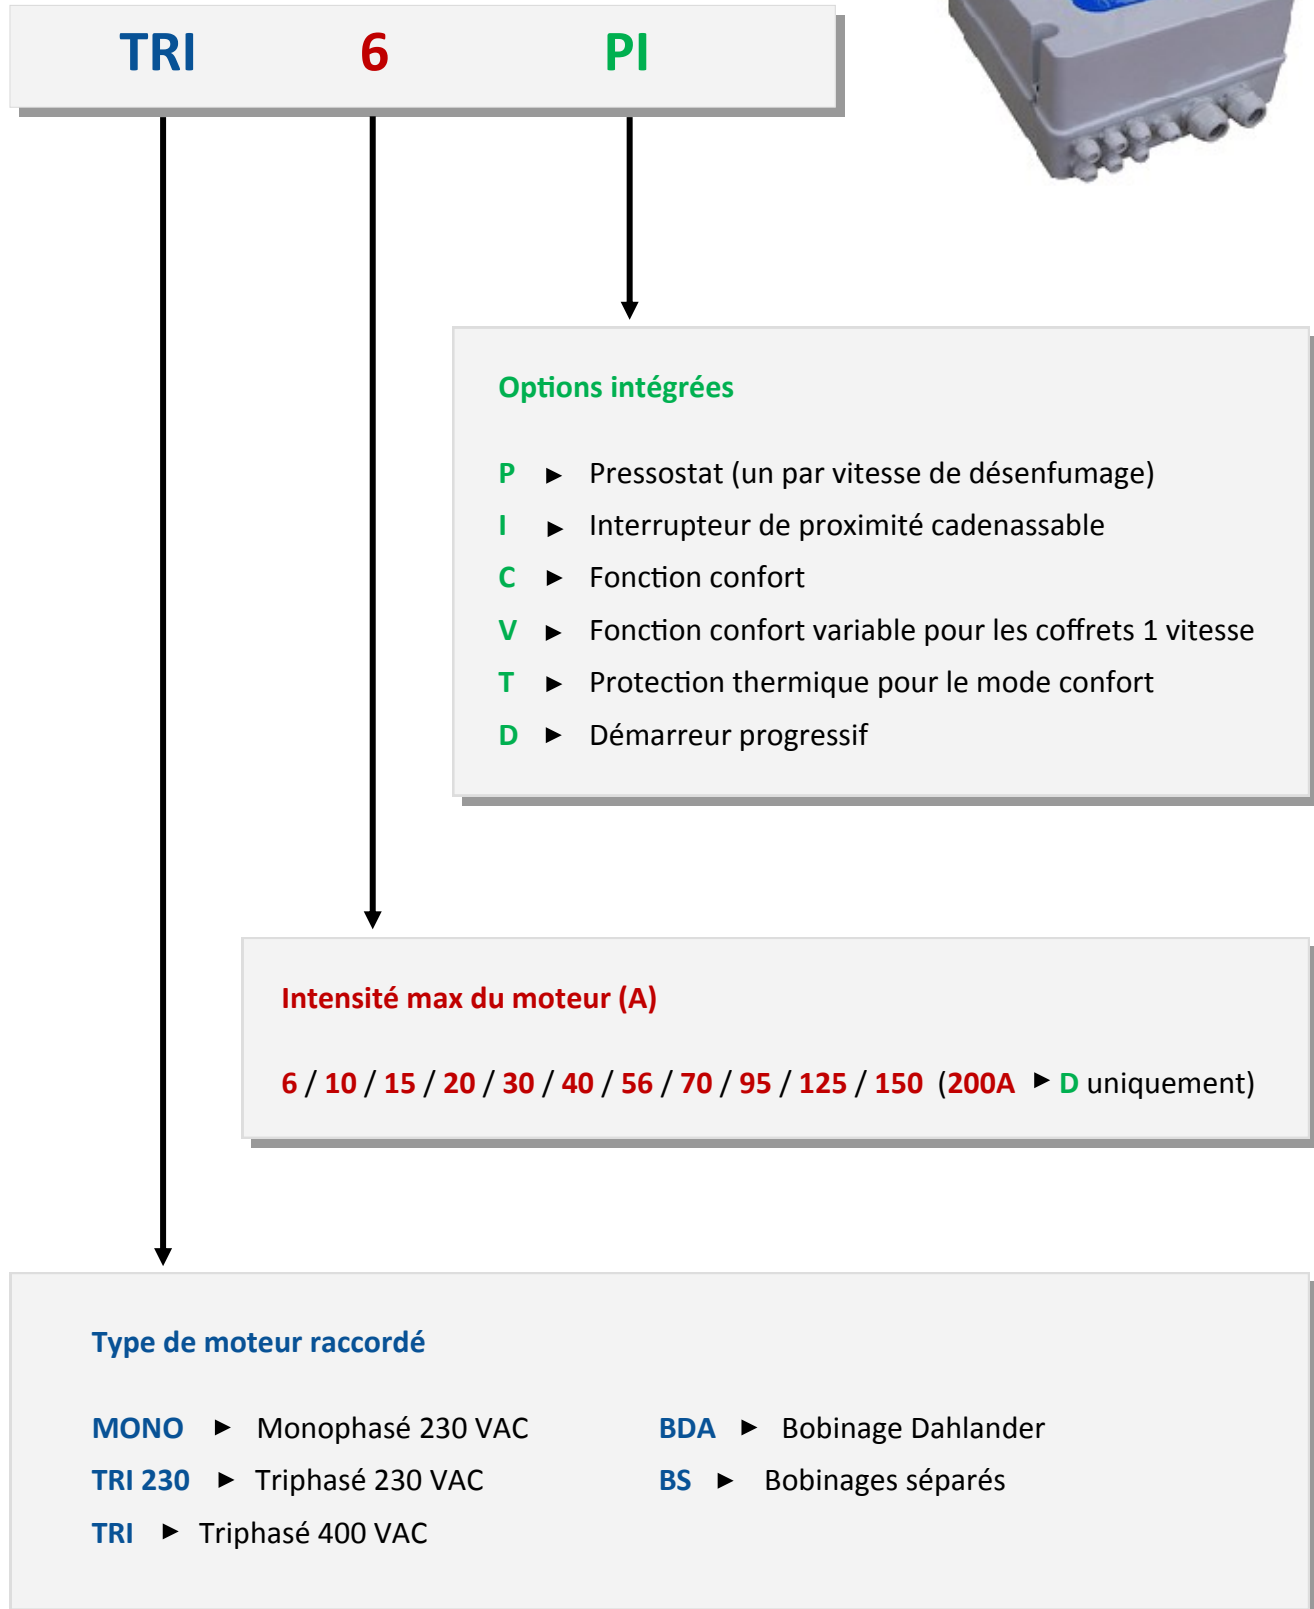 TRI 6 PI
Options intégrées
P ► Pressostat (un par vitesse de désenfumage)
I ► Interrupteur de proximité cadenassable
C ► Fonction confort
V ► Fonction confort variable pour les coffrets 1 vitesse
T ► Protection thermique pour le mode confort
D ► Démarreur progressif
Intensité max du moteur (A)
6 / 10 / 15 / 20 / 30 / 40 / 56 / 70 / 95 / 125 / 150 (200A ► D uniquement)
Type de moteur raccordé
MONO ► Monophasé 230 VAC
TRI 230 ► Triphasé 230 VAC
TRI ► Triphasé 400 VAC
BDA ► Bobinage Dahlander
BS ► Bobinages séparés